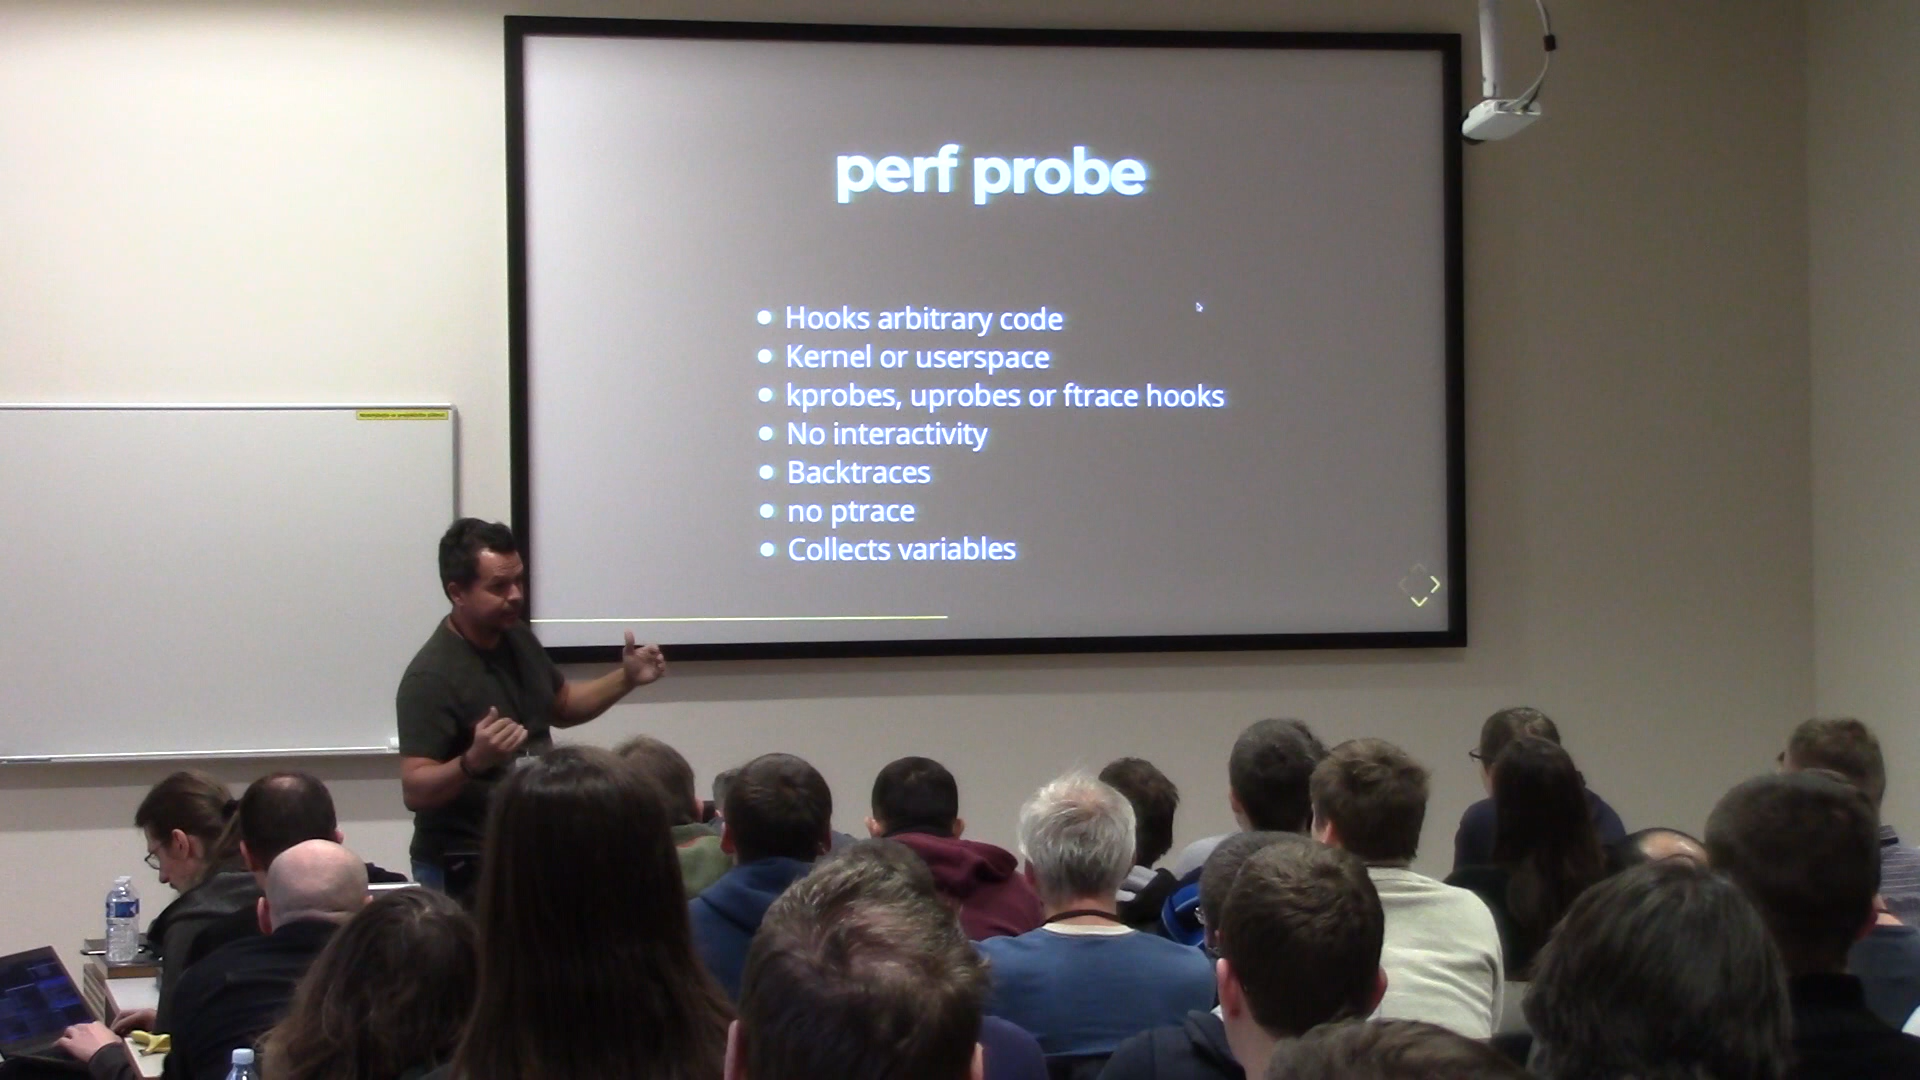 perf probe
Hooks arbitrary code
Kernel or userspace
kprobes, uprobes or ftrace hooks
No interactivity
Backtraces
no ptrace
Collects variables